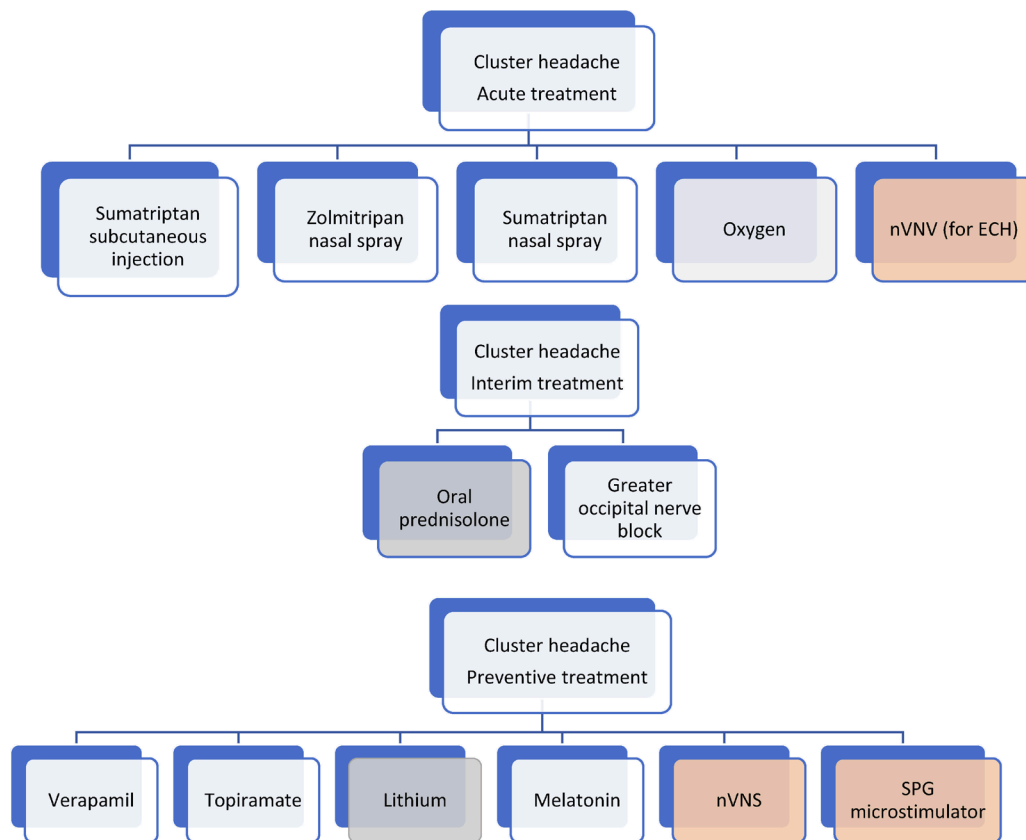 Cluster headache
Acute treatment
Sumatriptan
subcutaneous
injection
Zolmitripan
nasal spray
Sumatriptan
nasal spray
Oxygen
nVNV (for ECH)
Cluster headache
Interim treatment
Oral
prednisolone
Greater
occipital nerve
block
Cluster headache
Preventive treatment
Verapamil
Topiramate
Lithium
Melatonin
nVNS
SPG
microstimulator